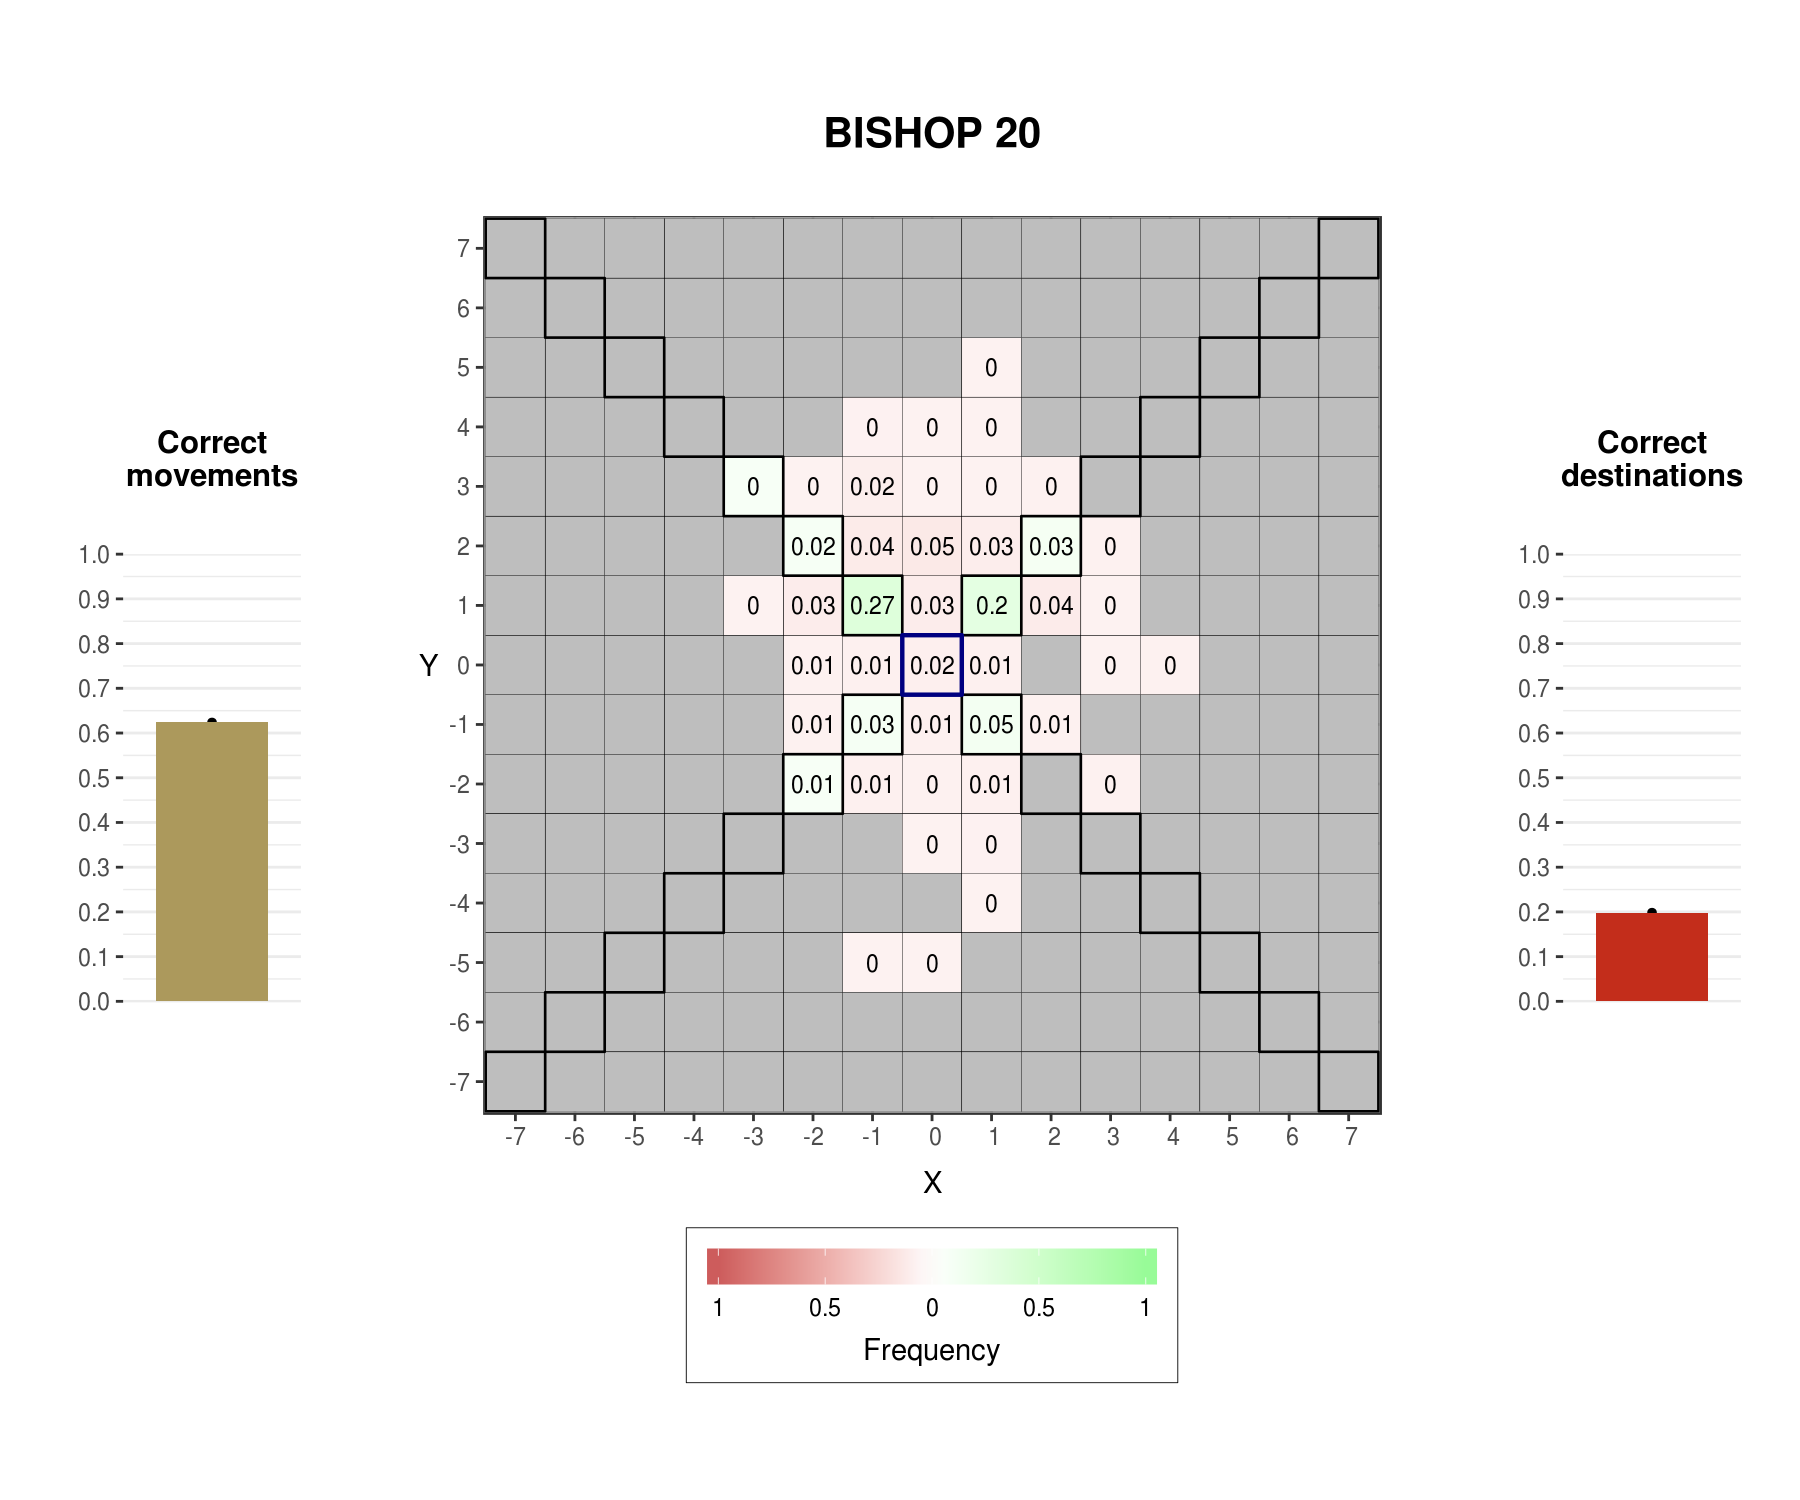 BISHOP 20
Correct
movements
1.0
0.9
0.8
0.7
0.6
0.5
0.4
0.3
0.2
0.1
0.0
Y
7
6
5 0
4 0 0 0
3 0 0 0.02 0 0 0
2 0.02 0.04 0.05 0.03 0.03 0
1 0 0.03 0.27 0.03 0.2 0.04 0
0 0.01 0.01 0.02 0.01 0 0
-1 0.01 0.03 0.01 0.05 0.01
-2 0.01 0.01 0 0.01 0
-3 0 0
-4 0
-5 0 0
-6
-7
-7 -6 -5 -4 -3 -2 -1 0 1 2 3 4 5 6 7
X
1 0.5 0 0.5 1
Frequency
Correct
destinations
1.0
0.9
0.8
0.7
0.6
0.5
0.4
0.3
0.2
0.1
0.0